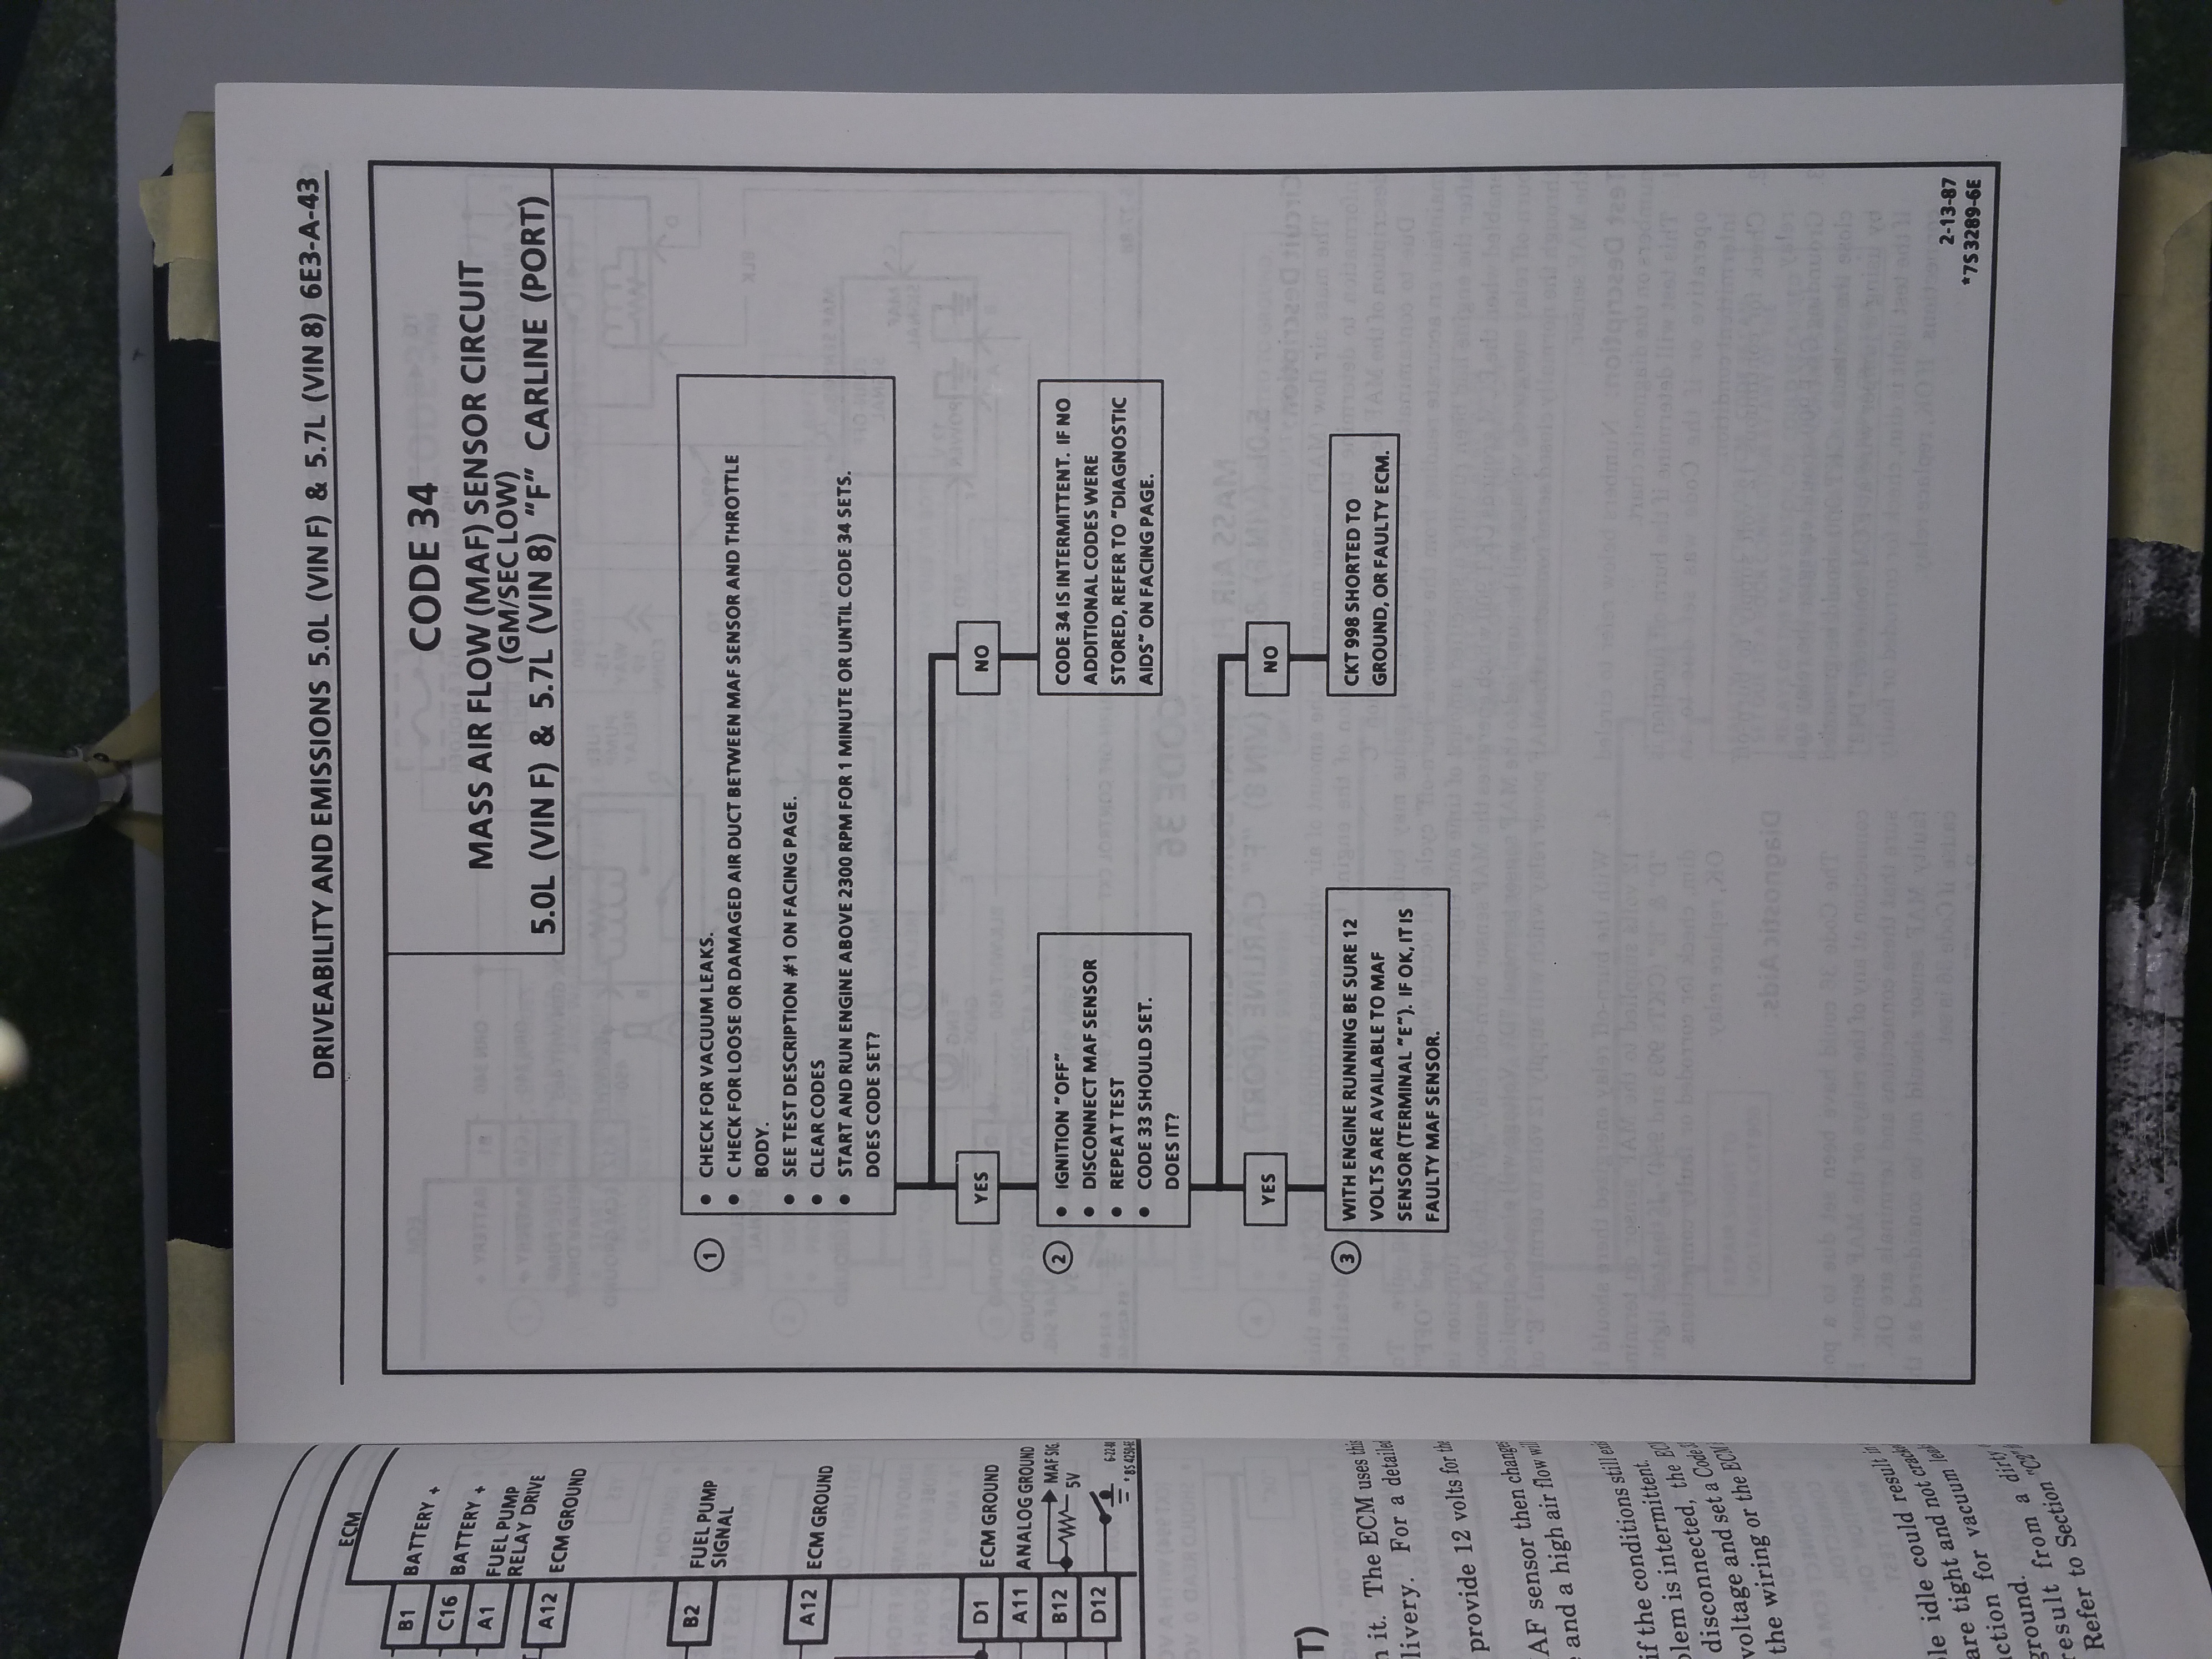 DRIVEABILITY AND EMISSIONS 5.0L (VIN F) & 5.7L (VIN 8) 6E3-A-43
CODE 34
MASS AIR FLOW (MAF) SENSOR CIRCUIT
(GM/SEC LOW)
5.0L (VIN F) & 5.7L (VIN 8) "F" CARLINE (PORT)
1
• CHECK FOR VACUUM LEAKS.
• CHECK FOR LOOSE OR DAMAGED AIR DUCT BETWEEN MAF SENSOR AND THROTTLE
BODY.
• SEE TEST DESCRIPTION #1 ON FACING PAGE.
• CLEAR CODES
• START AND RUN ENGINE ABOVE 2300 RPM FOR 1 MINUTE OR UNTIL CODE 34 SETS.
DOES CODE SET?
YES
NO
2
• IGNITION "OFF"
• DISCONNECT MAF SENSOR
• REPEAT TEST
• CODE 33 SHOULD SET.
DOES IT?
CODE 34 IS INTERMITTENT. IF NO
ADDITIONAL CODES WERE
STORED, REFER TO "DIAGNOSTIC
AIDS" ON FACING PAGE.
YES
NO
3
WITH ENGINE RUNNING BE SURE 12
VOLTS ARE AVAILABLE TO MAF
SENSOR (TERMINAL "E"). IF OK, IT IS
FAULTY MAF SENSOR.
CKT 998 SHORTED TO
GROUND, OR FAULTY ECM.
2-13-87
*7S3289-6E
ECM
B1 BATTERY +
C16 BATTERY +
A1 FUEL PUMP
RELAY DRIVE
A12 ECM GROUND
B2 FUEL PUMP
SIGNAL
A12 ECM GROUND
D1 ECM GROUND
A11 ANALOG GROUND
B12 MAF SIG.
5V
D12
6-22-88
* 8S 4250-6E
T)
it. The ECM uses this
livery. For a detailed
provide 12 volts for the
AF sensor then change
and a high air flow will
if the conditions still
blem is intermittent.
disconnected, the
voltage and set a Code
the wiring or the ECM
ble idle could result in
are tight and not cracked
ction for vacuum
ground.
result from a dirty
Refer to Section "C2"